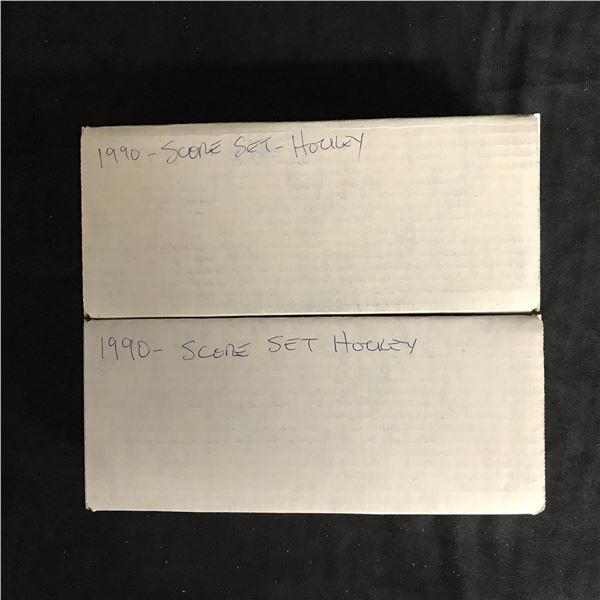 1990 - SCORE SET - HOCKEY
1990 - SCORE SET HOCKEY